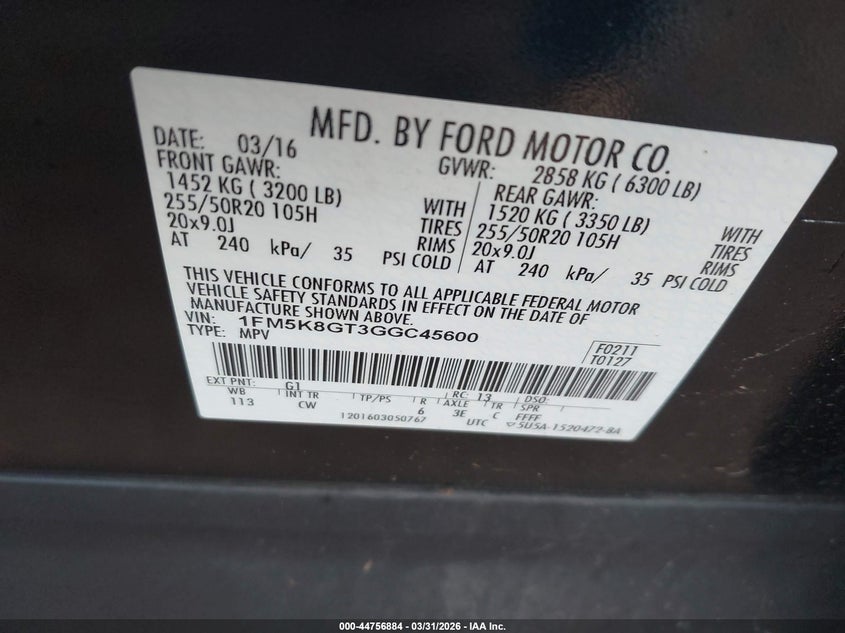 MFD. BY FORD MOTOR CO.
DATE: 03/16 GVWR: 2858 KG ( 6300 LB)
FRONT GAWR: REAR GAWR:
1452 KG ( 3200 LB) WITH 1520 KG ( 3350 LB) WITH
255/50R20 105H TIRES 255/50R20 105H TIRES
20x9.0J RIMS 20x9.0J RIMS
AT 240 kPa/ 35 PSI COLD AT 240 kPa/ 35 PSI COLD
THIS VEHICLE CONFORMS TO ALL APPLICABLE FEDERAL MOTOR
VEHICLE SAFETY STANDARDS IN EFFECT ON THE DATE OF
MANUFACTURE SHOWN ABOVE.
VIN: 1FM5K8GT3GGC45600
TYPE: MPV F0211
T0127
EXT PNT: G1 RC: 13 DSO:
WB INT TR TP/PS R AXLE TR SPR
113 CW 6 3E C FFFF
1201603050767 UTC ▽5U5A-1520472-BA
000-44756884 | 03/31/2026 - IAA Inc.